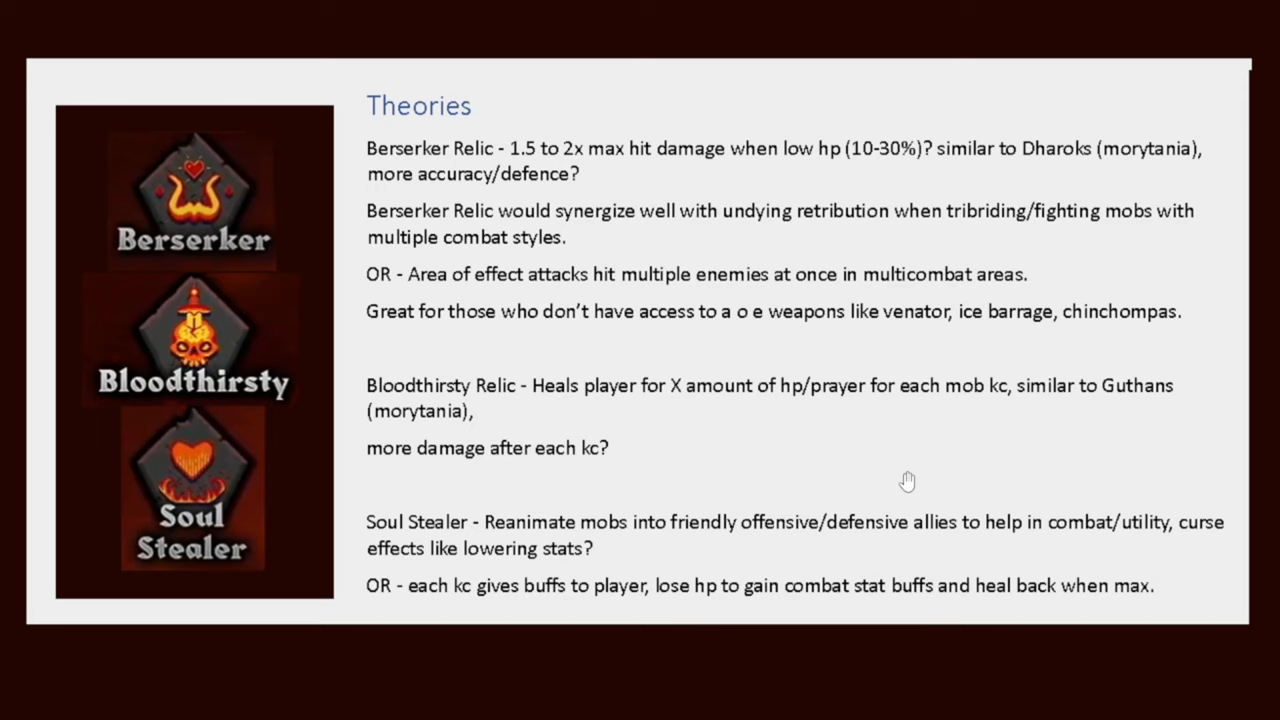 Theories
Berserker Relic - 1.5 to 2x max hit damage when low hp (10-30%)? similar to Dharoks (morytania),
more accuracy/defence?
Berserker Relic would synergize well with undying retribution when tribriding/fighting mobs with
multiple combat styles.
OR - Area of effect attacks hit multiple enemies at once in multicombat areas.
Great for those who don’t have access to a o e weapons like venator, ice barrage, chinchompas.
Bloodthirsty Relic - Heals player for X amount of hp/prayer for each mob kc, similar to Guthans
(morytania),
more damage after each kc?
Soul Stealer - Reanimate mobs into friendly offensive/defensive allies to help in combat/utility, curse
effects like lowering stats?
OR - each kc gives buffs to player, lose hp to gain combat stat buffs and heal back when max.
Berserker
Bloodthirsty
Soul
Stealer